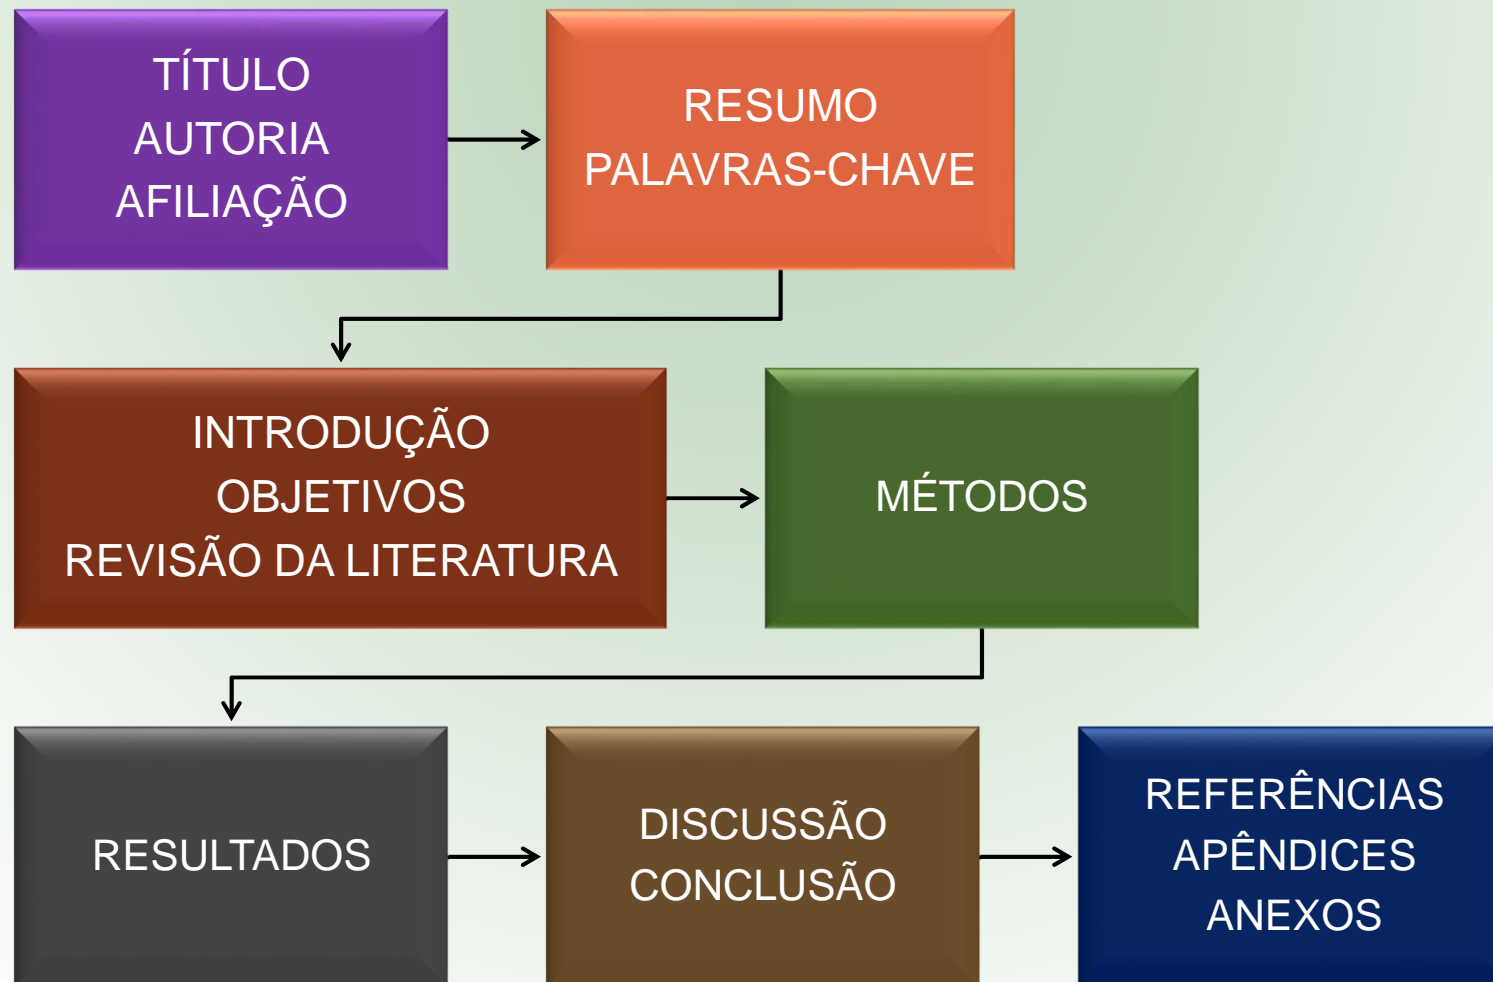 TÍTULO
AUTORIA
AFILIAÇÃO
RESUMO
PALAVRAS-CHAVE
INTRODUÇÃO
OBJETIVOS
REVISÃO DA LITERATURA
MÉTODOS
RESULTADOS
DISCUSSÃO
CONCLUSÃO
REFERÊNCIAS
APÊNDICES
ANEXOS